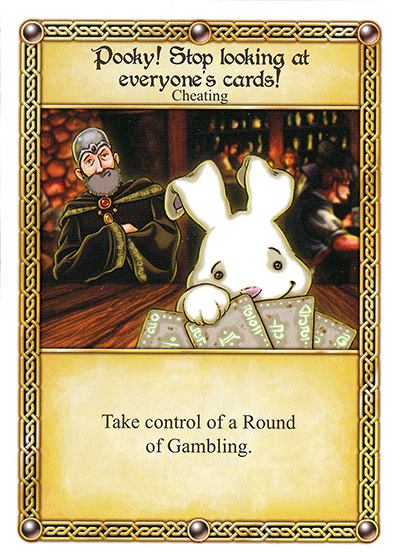 Pooky! Stop looking at
everyone's cards!
Cheating
Take control of a Round
of Gambling.